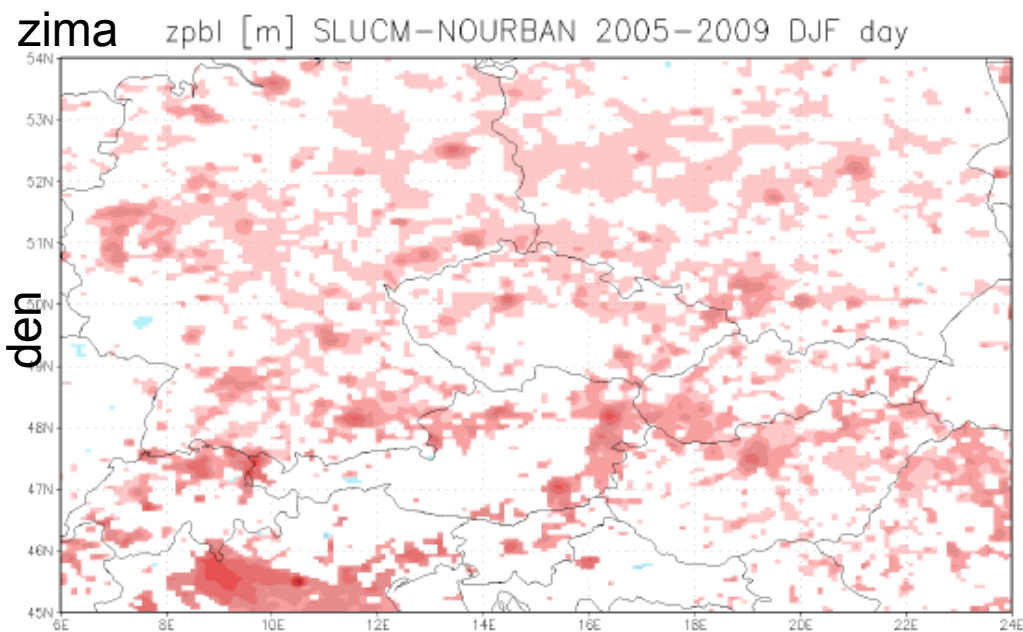 zima zpbl [m] SLUCM-NOURBAN 2005-2009 DJF day
54N
53N
52N
51N
50N
den
49N
48N
47N
46N
45N
6E 8E 10E 12E 14E 16E 18E 20E 22E 24E